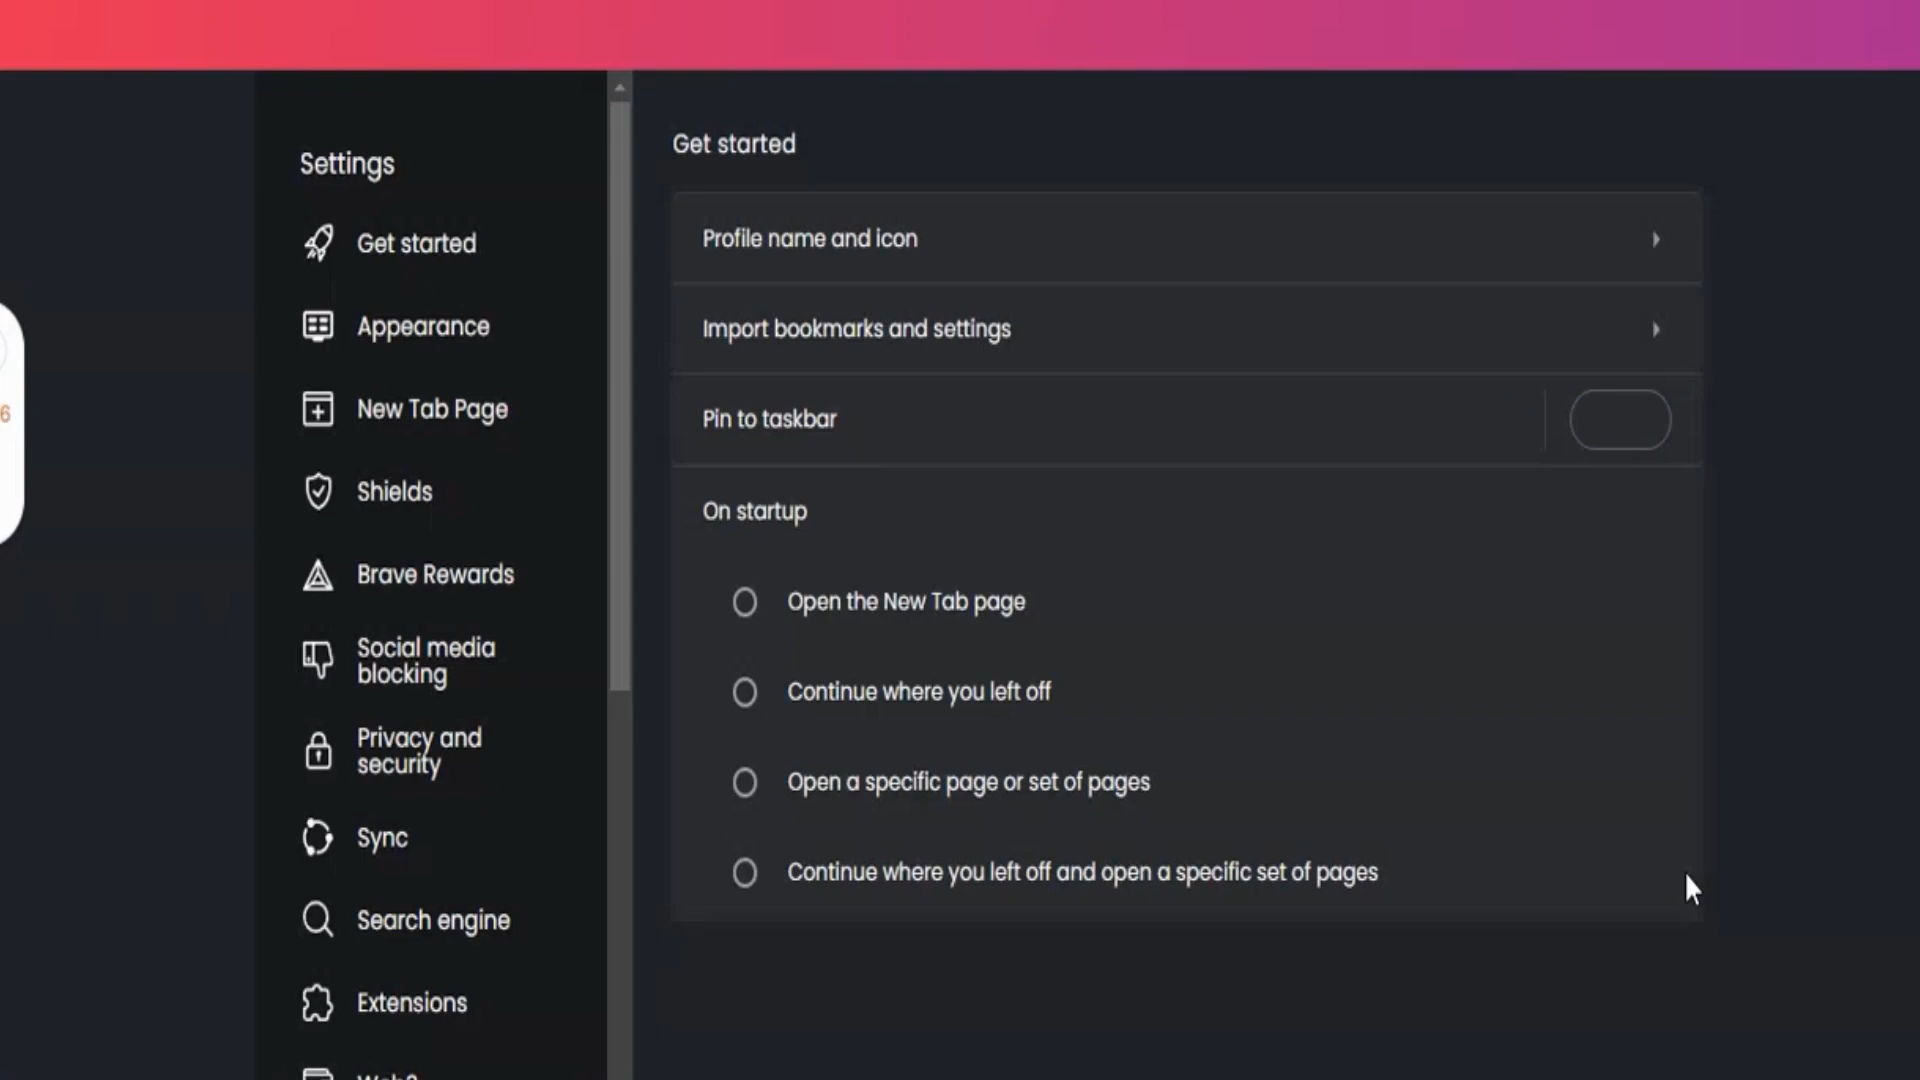 Settings
Get started
Appearance
New Tab Page
Shields
Brave Rewards
Social media
blocking
Privacy and
security
Sync
Search engine
Extensions
Get started
Profile name and icon
Import bookmarks and settings
Pin to taskbar
On startup
Open the New Tab page
Continue where you left off
Open a specific page or set of pages
Continue where you left off and open a specific set of pages
6